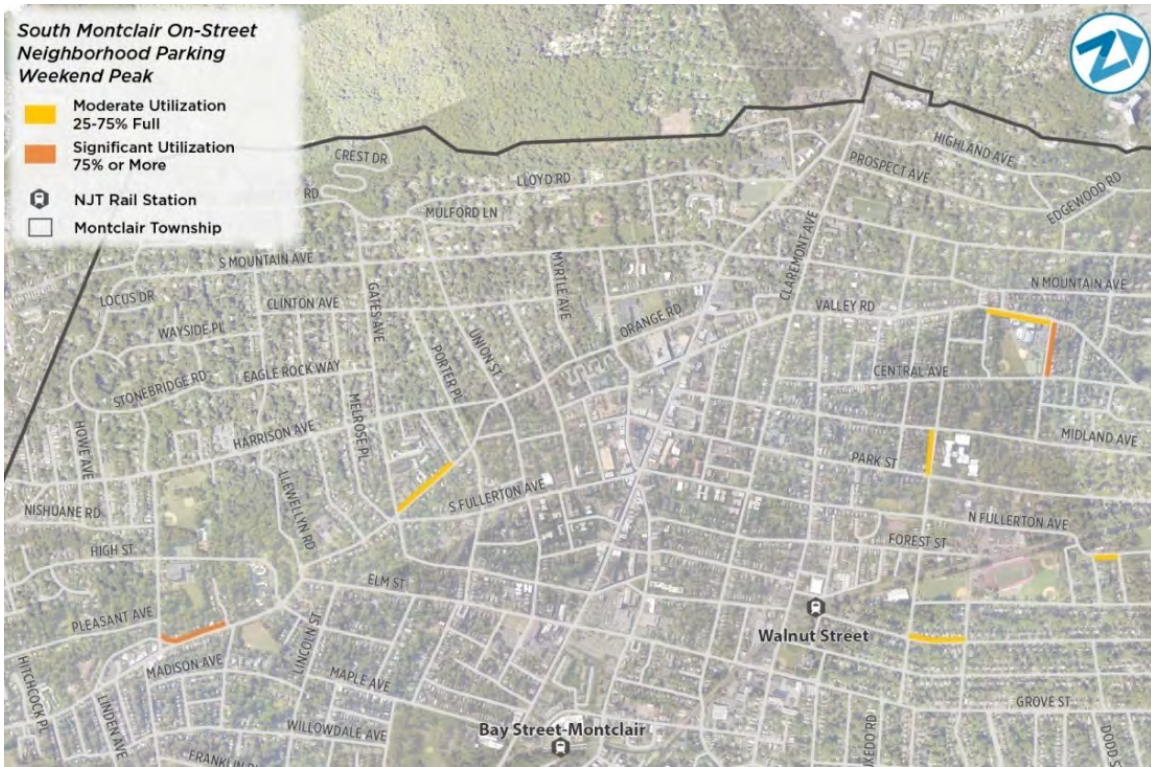 South Montclair On-Street
Neighborhood Parking
Weekend Peak
Moderate Utilization
25-75% Full
Significant Utilization
75% or More
NJT Rail Station
Montclair Township
N
CREST DR
RD
LLOYD RD
MULFORD LN
HIGHLAND AVE
PROSPECT AVE
EDGEWOOD RD
S MOUNTAIN AVE
CLAREMONT AVE
MYRTLE AVE
N MOUNTAIN AVE
LOCUS DR
CLINTON AVE
GATES AVE
VALLEY RD
ORANGE RD
WAYSIDE PL
UNION ST
PORTER PL
STONEBRIDGE RD
EAGLE ROCK WAY
CENTRAL AVE
MELROSE PL
HOWE AVE
HARRISON AVE
MIDLAND AVE
PARK ST
LLEWELLYN RD
S FULLERTON AVE
NISHUANE RD
N FULLERTON AVE
HIGH ST
FOREST ST
ELM ST
PLEASANT AVE
LINCOLN ST
Walnut Street
HITCHCOCK PL
MADISON AVE
MAPLE AVE
LINDEN AVE
GROVE ST
WILLOWDALE AVE
Bay Street-Montclair
DODD S
UXEDO RD
FRANKLIN